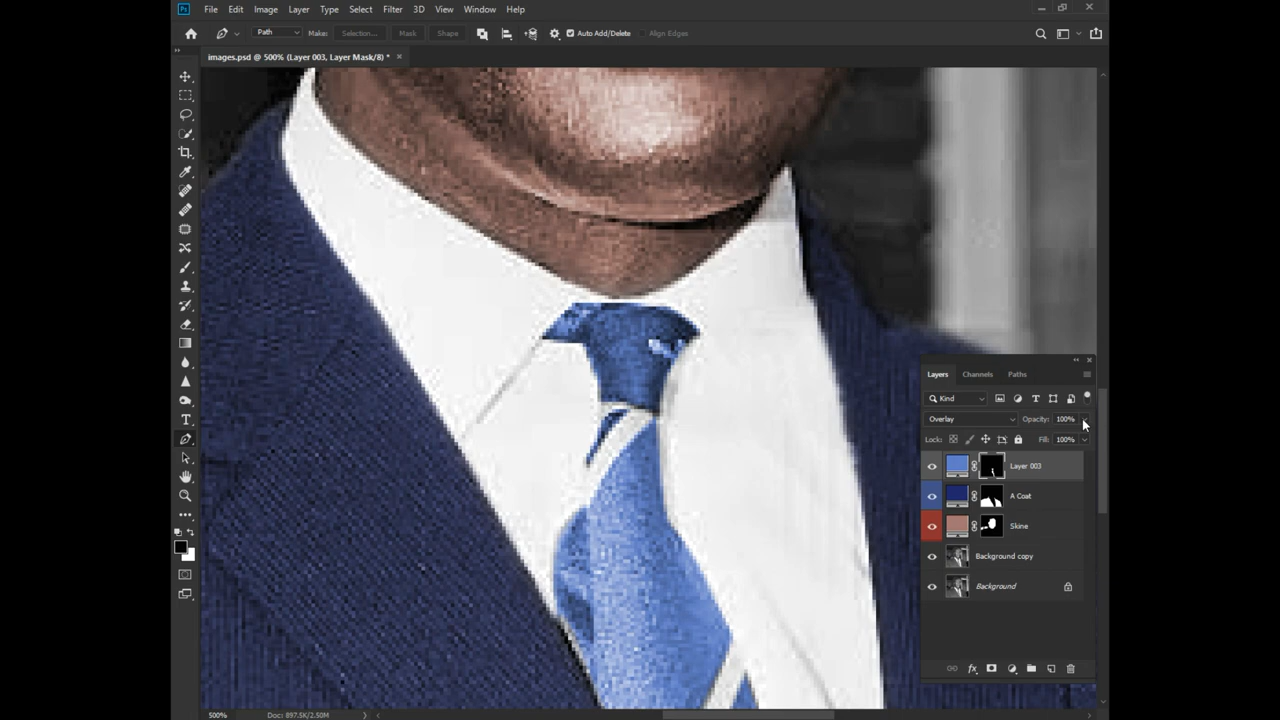 Ps File Edit Image Layer Type Select Filter 3D View Window Help
Path Make: Selection... Mask Shape Auto Add/Delete Align Edges
images.psd @ 500% (Layer 003, Layer Mask/8) *
Layers Channels Paths
Kind
Overlay Opacity: 100%
Lock: Fill: 100%
Layer 003
A Coat
Skine
Background copy
Background
500% Doc: 897.5K/2.50M